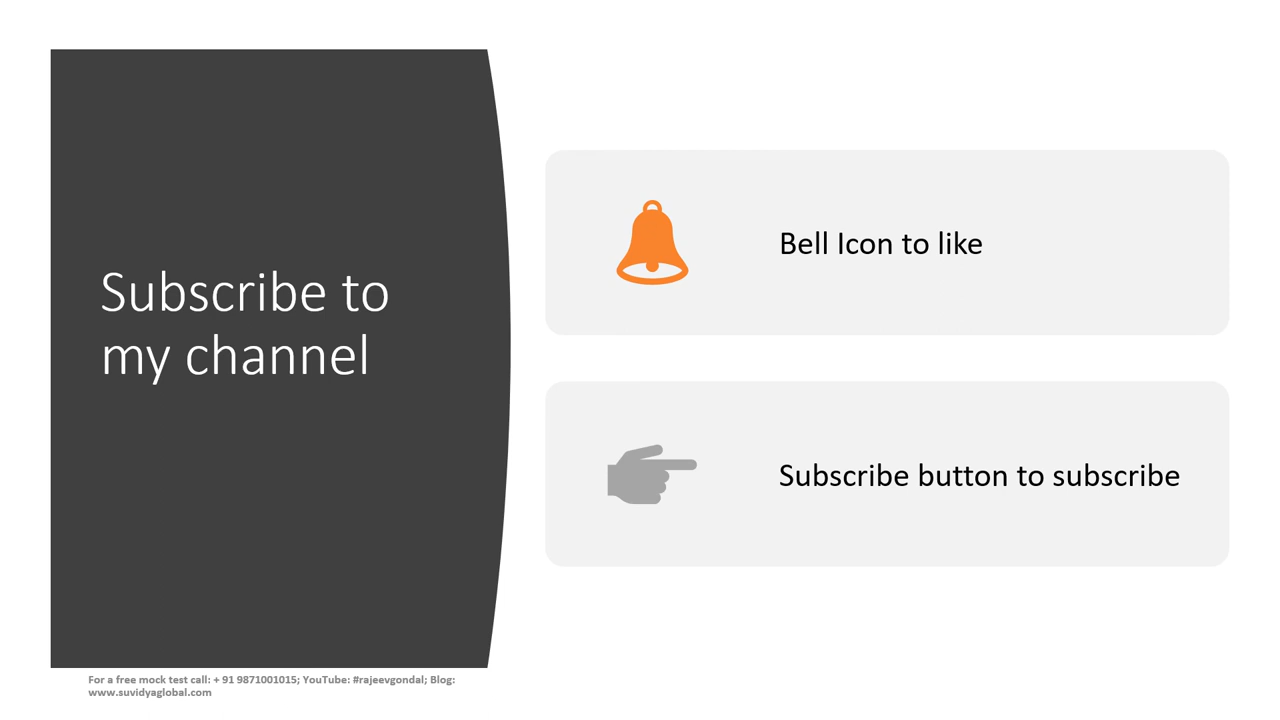 Subscribe to
my channel
Bell Icon to like
Subscribe button to subscribe
For a free mock test call: + 91 9871001015; YouTube: #rajeevgondal; Blog:
www.suvidyaglobal.com